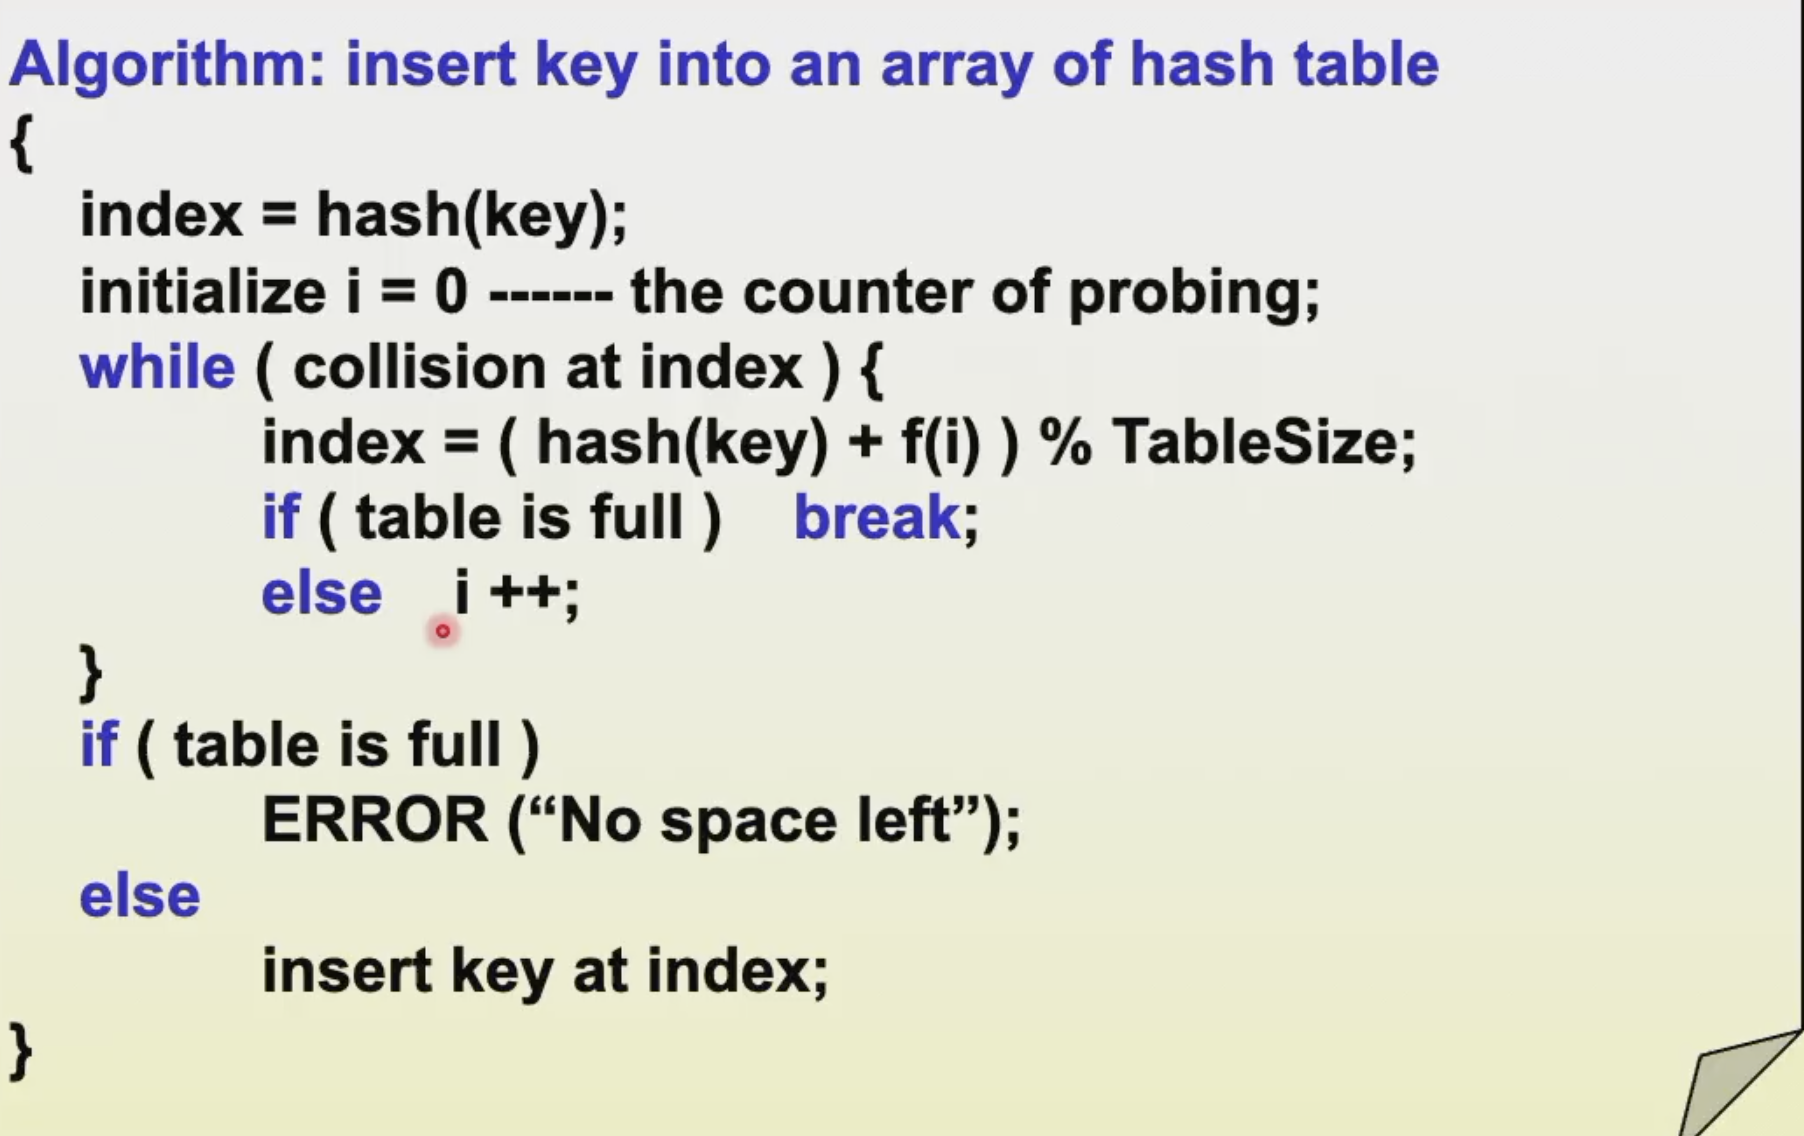 Algorithm: insert key into an array of hash table
{
index = hash(key);
initialize i = 0 ------ the counter of probing;
while ( collision at index ) {
index = ( hash(key) + f(i) ) % TableSize;
if ( table is full ) break;
else i ++;
}
if ( table is full )
ERROR (“No space left”);
else
insert key at index;
}